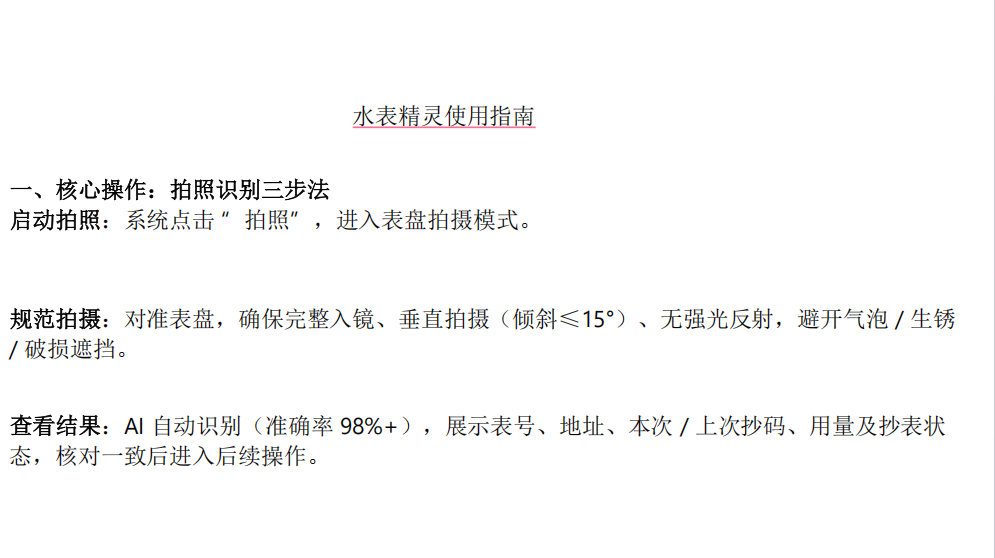 水表精灵使用指南
一、核心操作：拍照识别三步法
启动拍照：系统点击 “拍照”，进入表盘拍摄模式。
规范拍摄：对准表盘，确保完整入镜、垂直拍摄（倾斜≤15°）、无强光反射，避开气泡 / 生锈
/ 破损遮挡。
查看结果：AI 自动识别（准确率 98%+），展示表号、地址、本次 / 上次抄码、用量及抄表状
态，核对一致后进入后续操作。